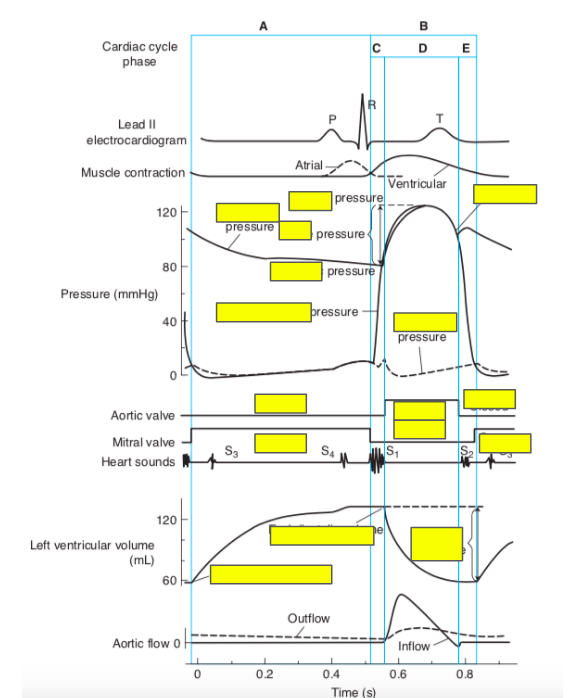 A
B
Cardiac cycle
phase
C
D
E
R
P
T
Lead II
electrocardiogram
Atrial
Muscle contraction
Ventricular
pressure
120
pressure
pressure
80
pressure
Pressure (mmHg)
pressure
40
pressure
0
Aortic valve
Mitral valve
S3
S4
S1
S2
Heart sounds
120
Left ventricular volume
(mL)
60
Outflow
Aortic flow 0
Inflow
0
0.2
0.4
0.6
0.8
Time (s)